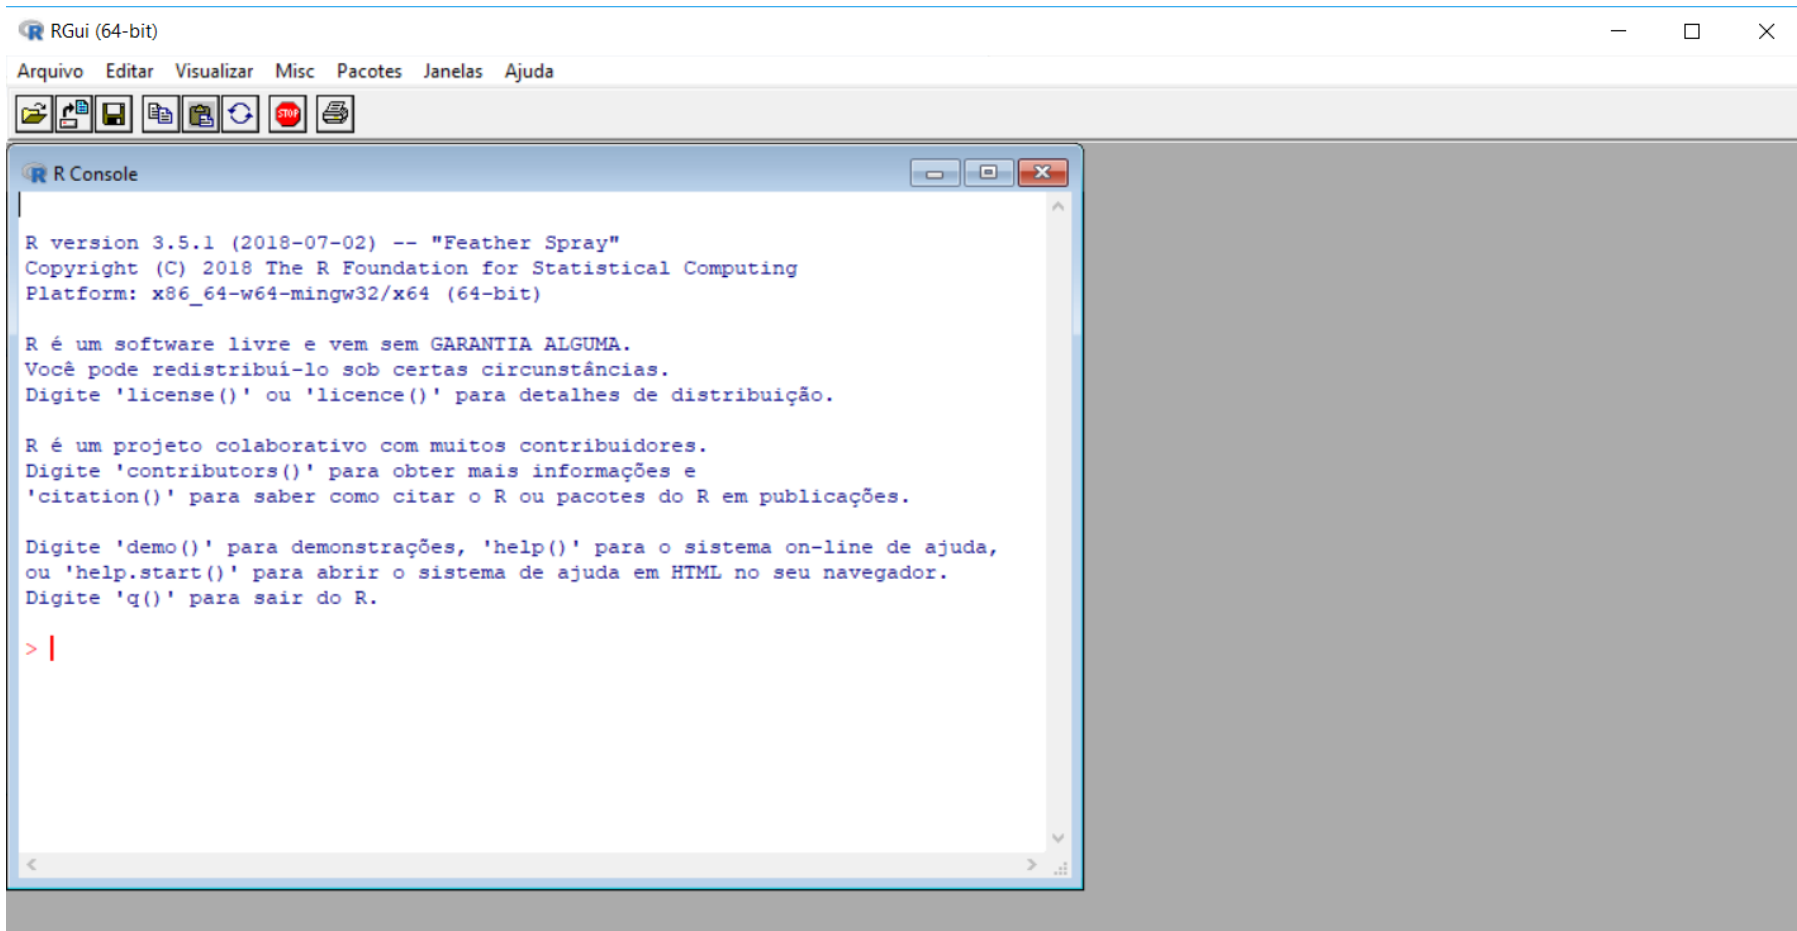 RGui (64-bit)
Arquivo Editar Visualizar Misc Pacotes Janelas Ajuda
STOP
R Console
R version 3.5.1 (2018-07-02) -- "Feather Spray"
Copyright (C) 2018 The R Foundation for Statistical Computing
Platform: x86_64-w64-mingw32/x64 (64-bit)
R é um software livre e vem sem GARANTIA ALGUMA.
Você pode redistribuí-lo sob certas circunstâncias.
Digite 'license()' ou 'licence()' para detalhes de distribuição.
R é um projeto colaborativo com muitos contribuidores.
Digite 'contributors()' para obter mais informações e
'citation()' para saber como citar o R ou pacotes do R em publicações.
Digite 'demo()' para demonstrações, 'help()' para o sistema on-line de ajuda,
ou 'help.start()' para abrir o sistema de ajuda em HTML no seu navegador.
Digite 'q()' para sair do R.
>